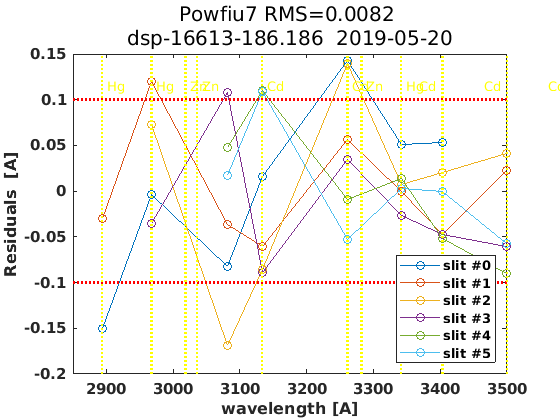 Powfiu7 RMS=0.0082
dsp-16613-186.186 2019-05-20
Residuals [A]
0.15
0.1
0.05
0
-0.05
-0.1
-0.15
-0.2
Hg Hg Zn Zn Cd Cd Zn Hg Cd Cd
slit #0
slit #1
slit #2
slit #3
slit #4
slit #5
2900 3000 3100 3200 3300 3400 3500
wavelength [A]